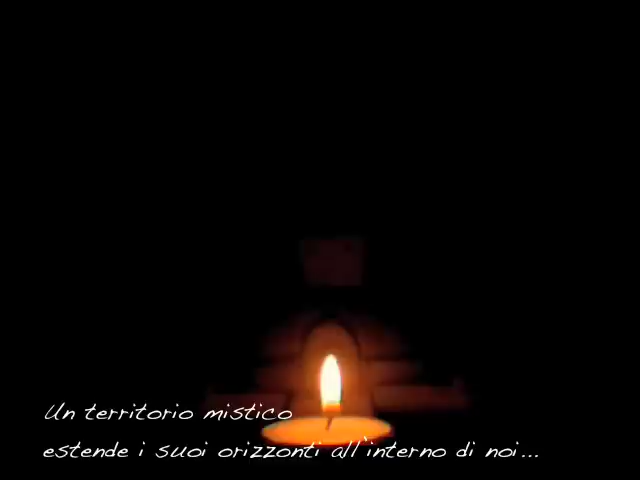 Un territorio mistico
estende i suoi orizzonti all'interno di noi...